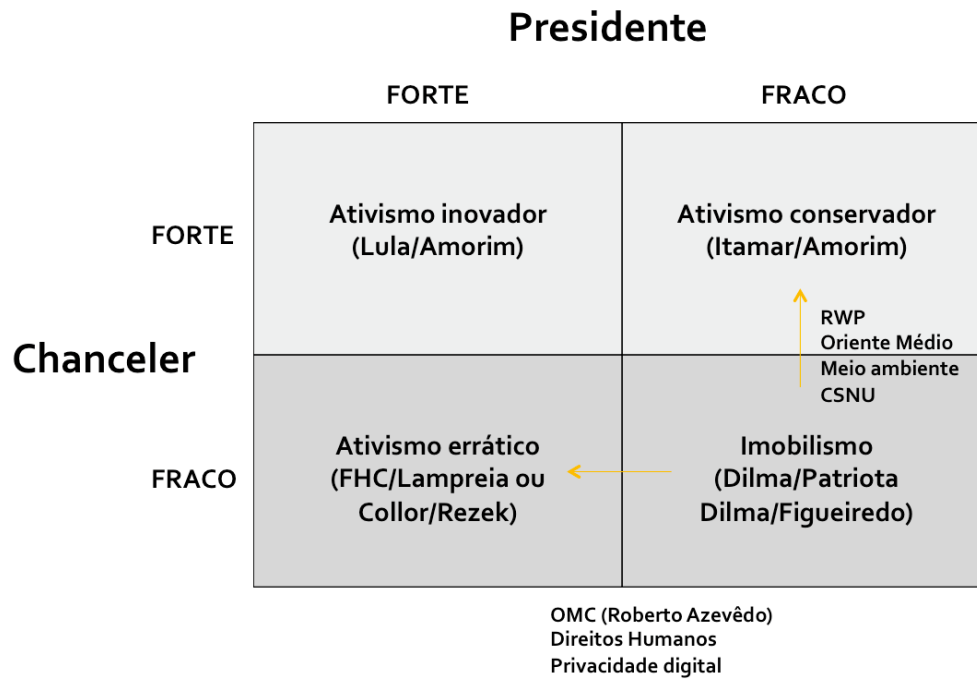 Presidente
FORTE
FRACO
Chanceler
FORTE
Ativismo inovador
(Lula/Amorim)
Ativismo conservador
(Itamar/Amorim)
RWP
Oriente Médio
Meio ambiente
CSNU
FRACO
Ativismo errático
(FHC/Lampreia ou
Collor/Rezek)
Imobilismo
(Dilma/Patriota
Dilma/Figueiredo)
OMC (Roberto Azevêdo)
Direitos Humanos
Privacidade digital